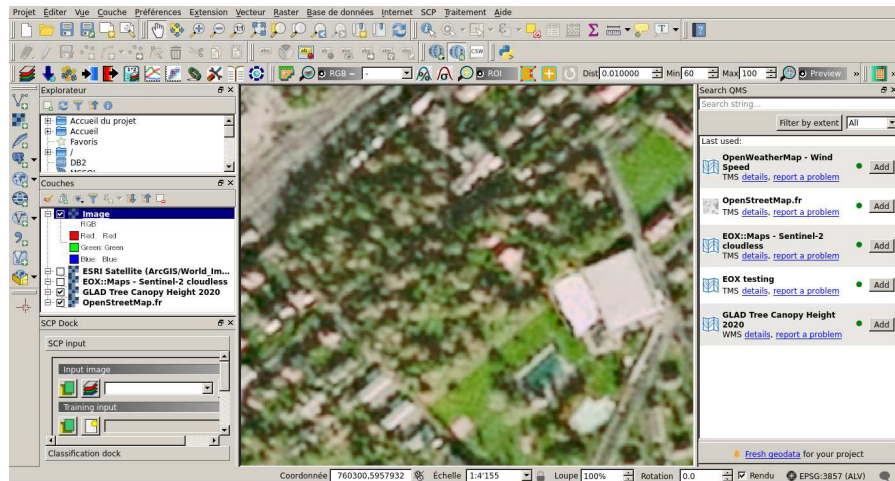 Projet Éditer Vue Couche Préférences Extension Vecteur Raster Base de données Internet SCP Traitement Aide
RGB = -
ROI
Dist 0.010000 Min 60 Max 100 Preview »
Explorateur
Accueil du projet
Accueil
Favoris
/
DB2
MSSQL
Couches
Image
RGB
Red: Red
Green: Green
Blue: Blue
ESRI Satellite (ArcGIS/World_Im...
EOX::Maps - Sentinel-2 cloudless
GLAD Tree Canopy Height 2020
OpenStreetMap.fr
SCP Dock
SCP input
Input image
Training input
Classification dock
Search QMS
Search string...
Filter by extent All
Last used:
OpenWeatherMap - Wind
Speed
TMS details, report a problem
Add
OpenStreetMap.fr
TMS details, report a problem
Add
EOX::Maps - Sentinel-2
cloudless
TMS details, report a problem
Add
EOX testing
TMS details, report a problem
Add
GLAD Tree Canopy Height
2020
WMS details, report a problem
Add
Fresh geodata for your project
Coordonnée 760300.5957932 Échelle 1:4'155 Loupe 100% Rotation 0.0 Rendu EPSG:3857 (ALV)